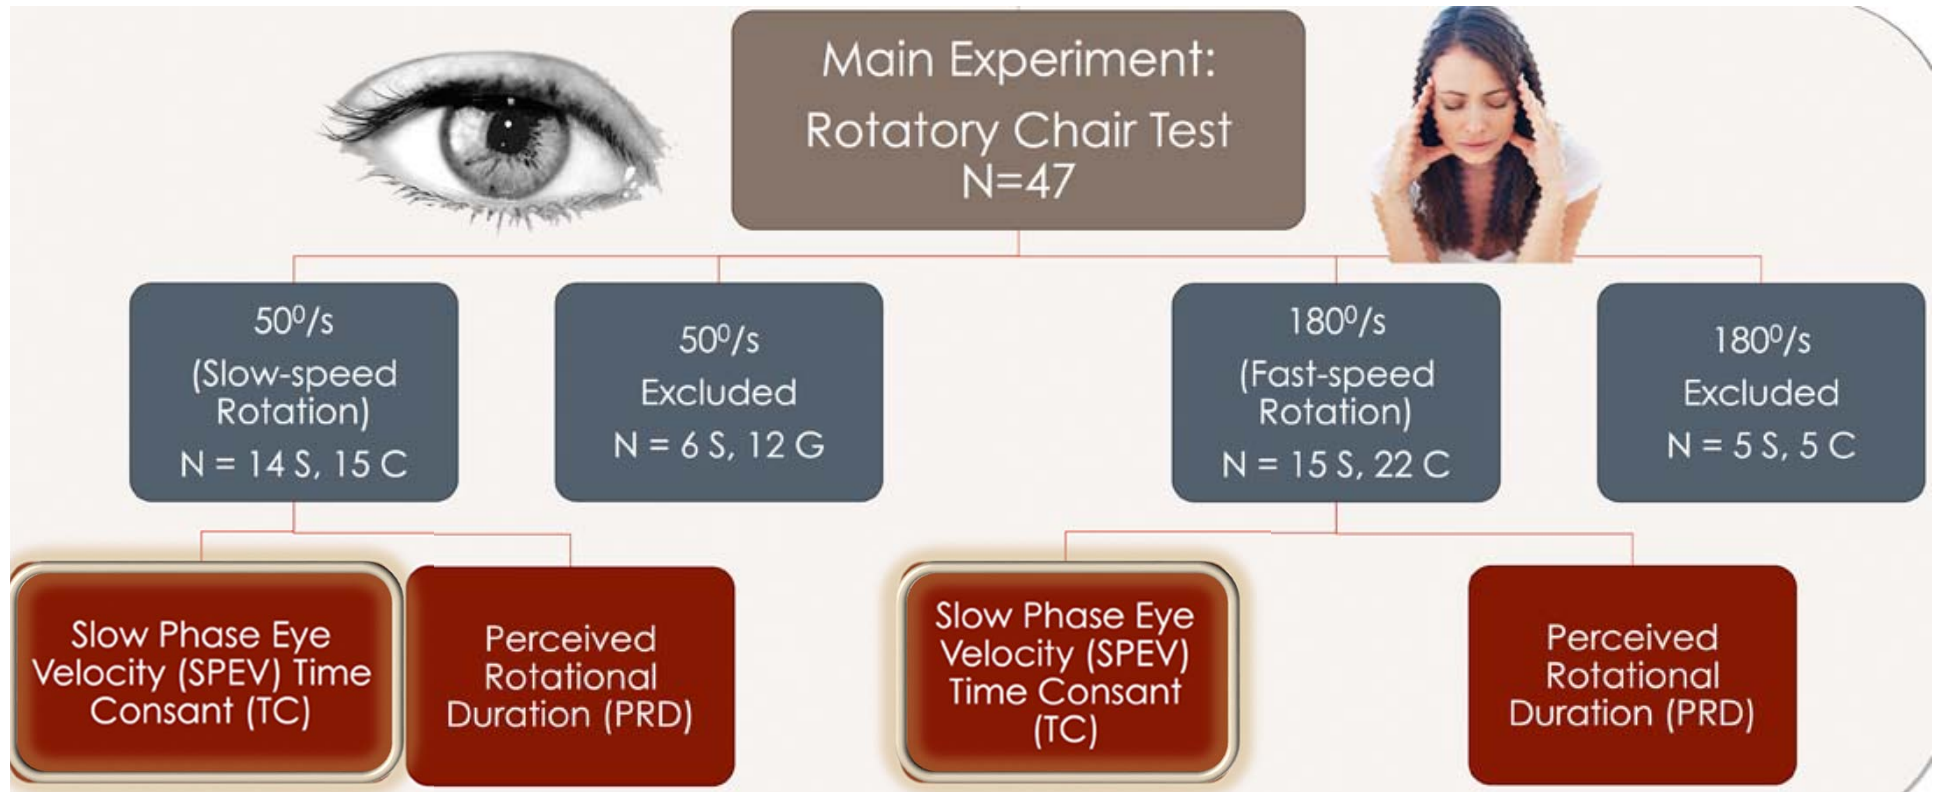 Main Experiment:
Rotatory Chair Test
N=47
50⁰/s
(Slow-speed
Rotation)
N = 14 S, 15 C
50⁰/s
Excluded
N = 6 S, 12 G
180⁰/s
(Fast-speed
Rotation)
N = 15 S, 22 C
180⁰/s
Excluded
N = 5 S, 5 C
Slow Phase Eye
Velocity (SPEV) Time
Consant (TC)
Perceived
Rotational
Duration (PRD)
Slow Phase Eye
Velocity (SPEV)
Time Consant
(TC)
Perceived
Rotational
Duration (PRD)